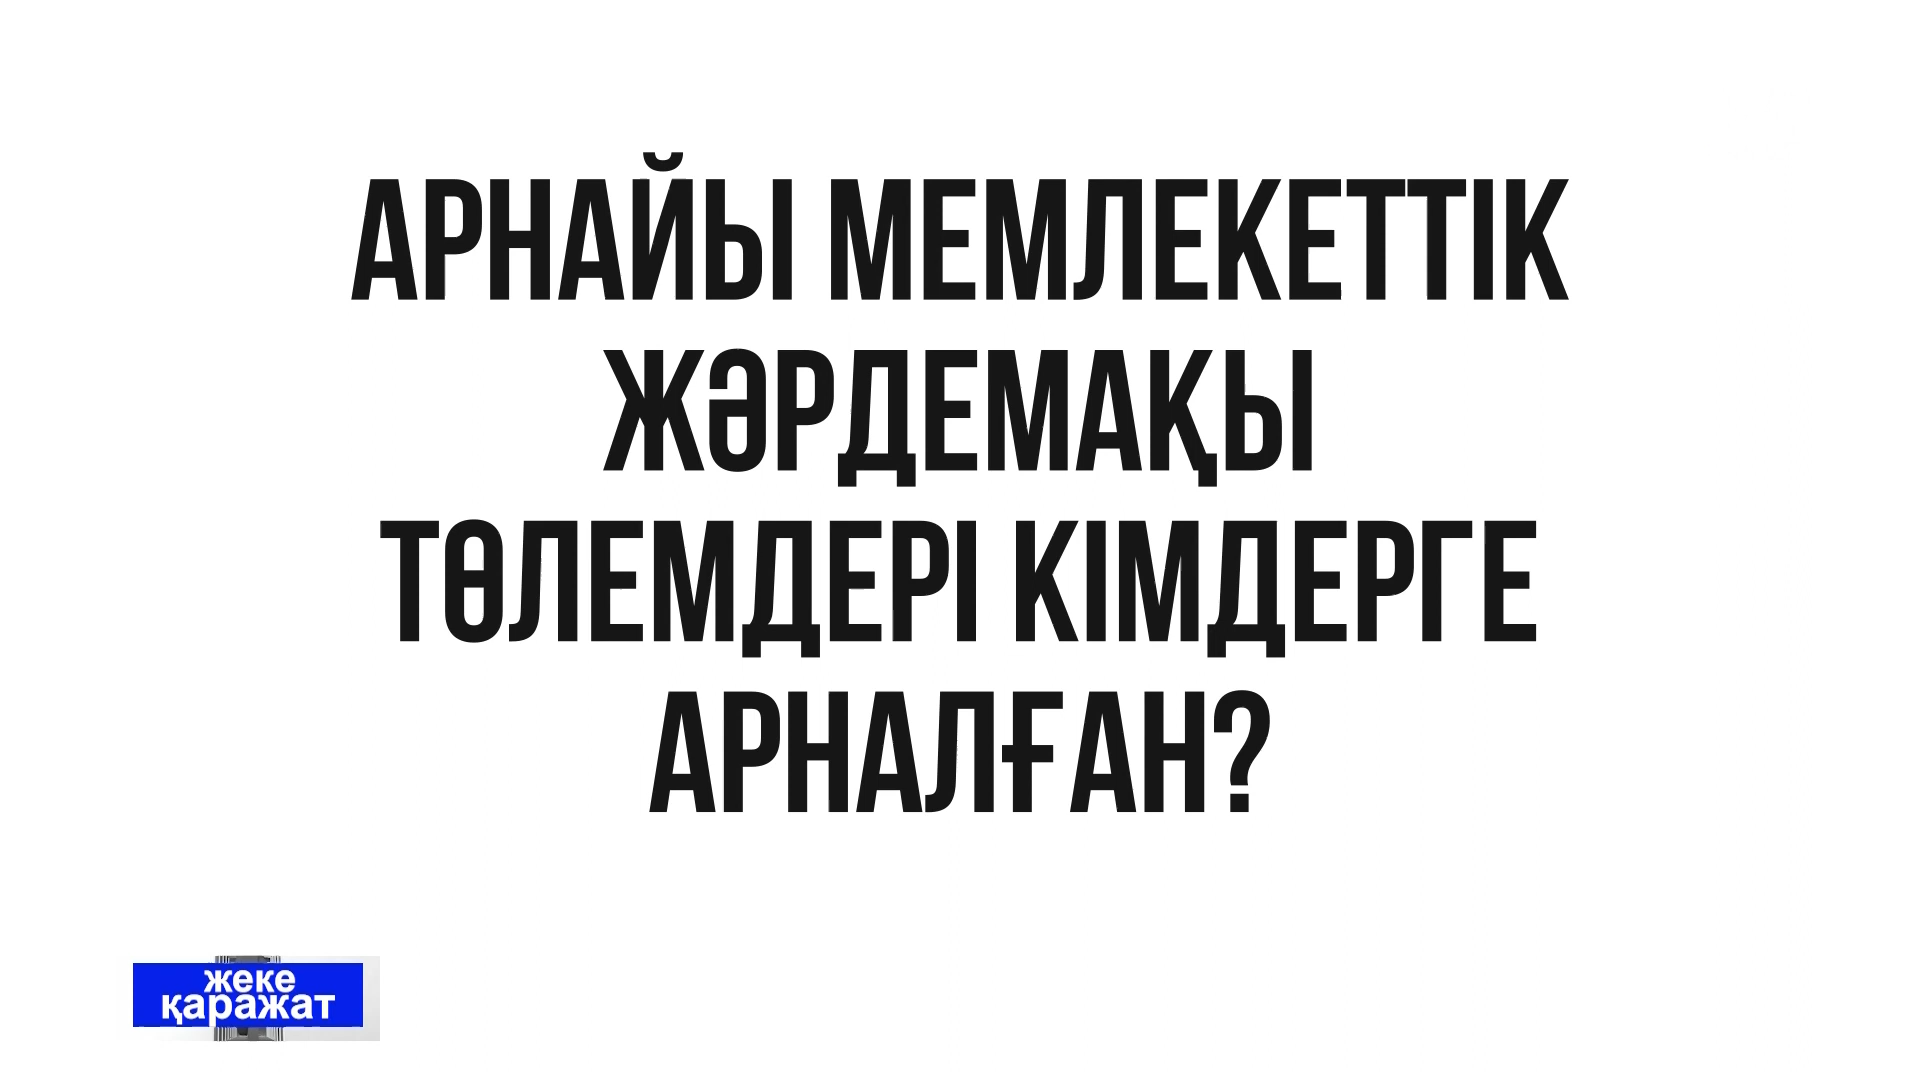 АРНАЙЫ МЕМЛЕКЕТТІК
ЖӘРДЕМАҚЫ
ТӨЛЕМДЕРІ КІМДЕРГЕ
АРНАЛҒАН?
жеке
қаражат